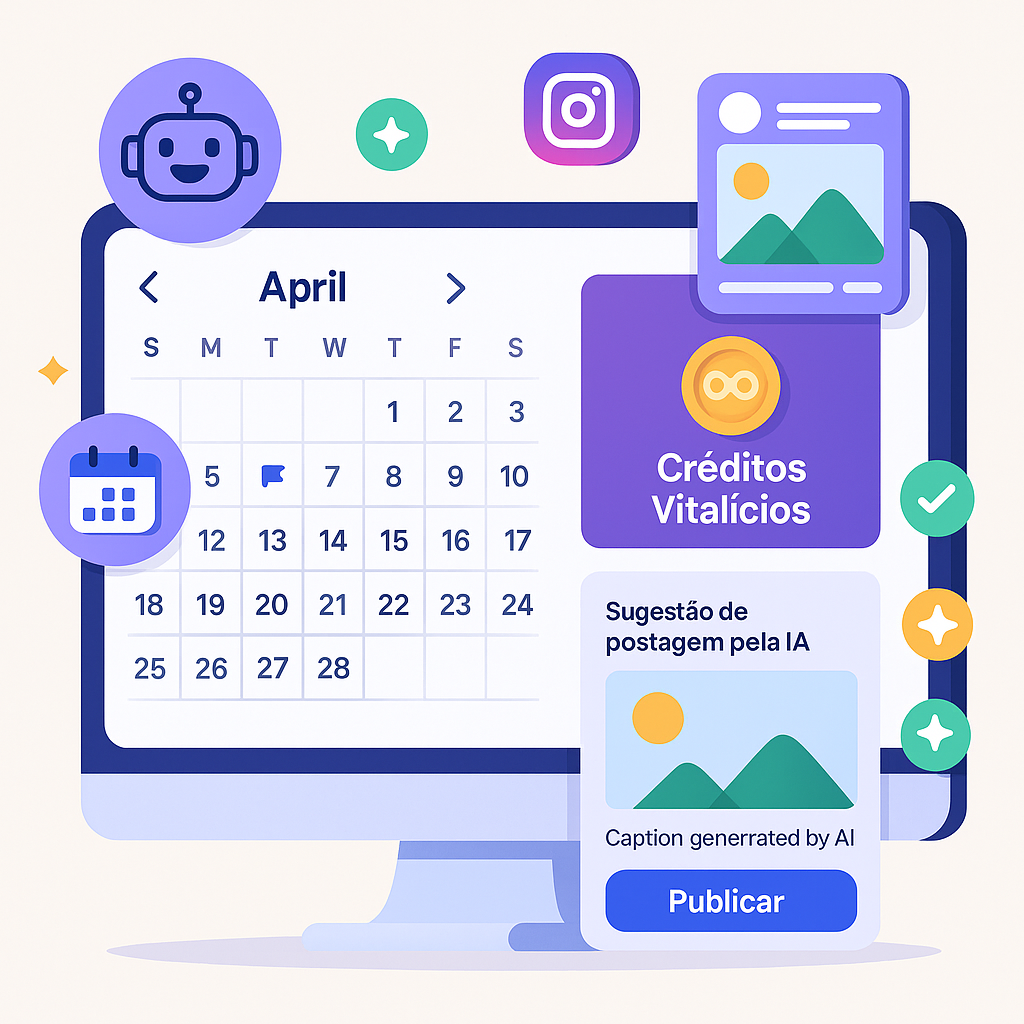 April
S M T W T F S
1 2 3
5 7 8 9 10
12 13 14 15 16 17
18 19 20 21 22 23 24
25 26 27 28
Créditos
Vitalícios
Sugestão de
postagem pela IA
Caption generrated by AI
Publicar